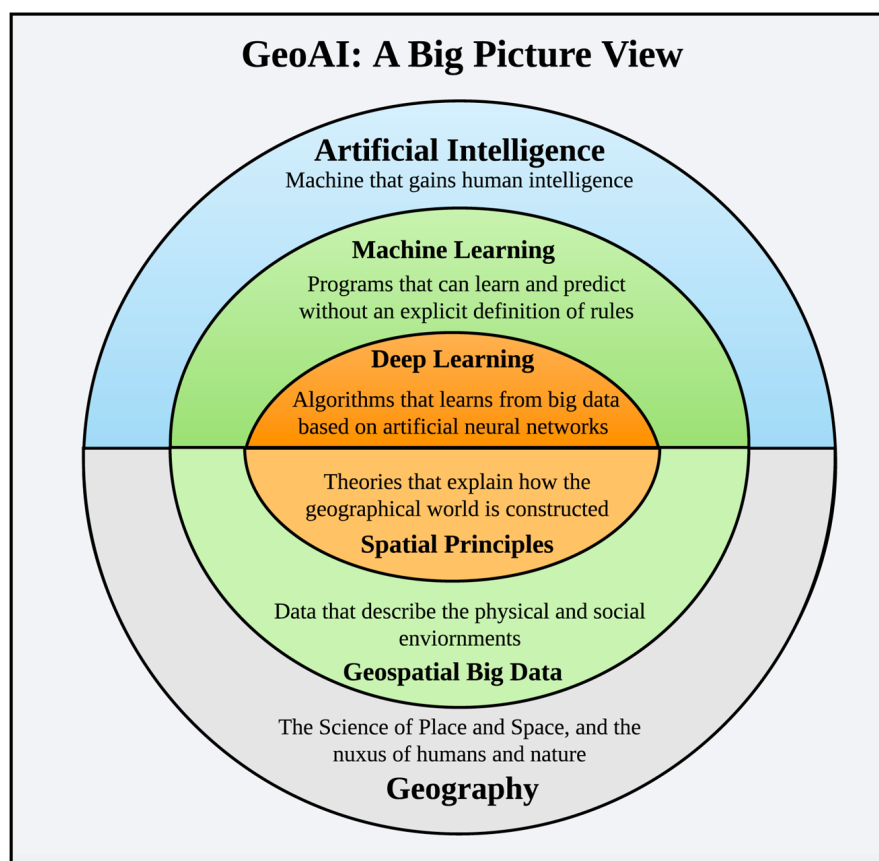 GeoAI: A Big Picture View
Artificial Intelligence
Machine that gains human intelligence
Machine Learning
Programs that can learn and predict
without an explicit definition of rules
Deep Learning
Algorithms that learns from big data
based on artificial neural networks
Theories that explain how the
geographical world is constructed
Spatial Principles
Data that describe the physical and social
enviornments
Geospatial Big Data
The Science of Place and Space, and the
nuxus of humans and nature
Geography